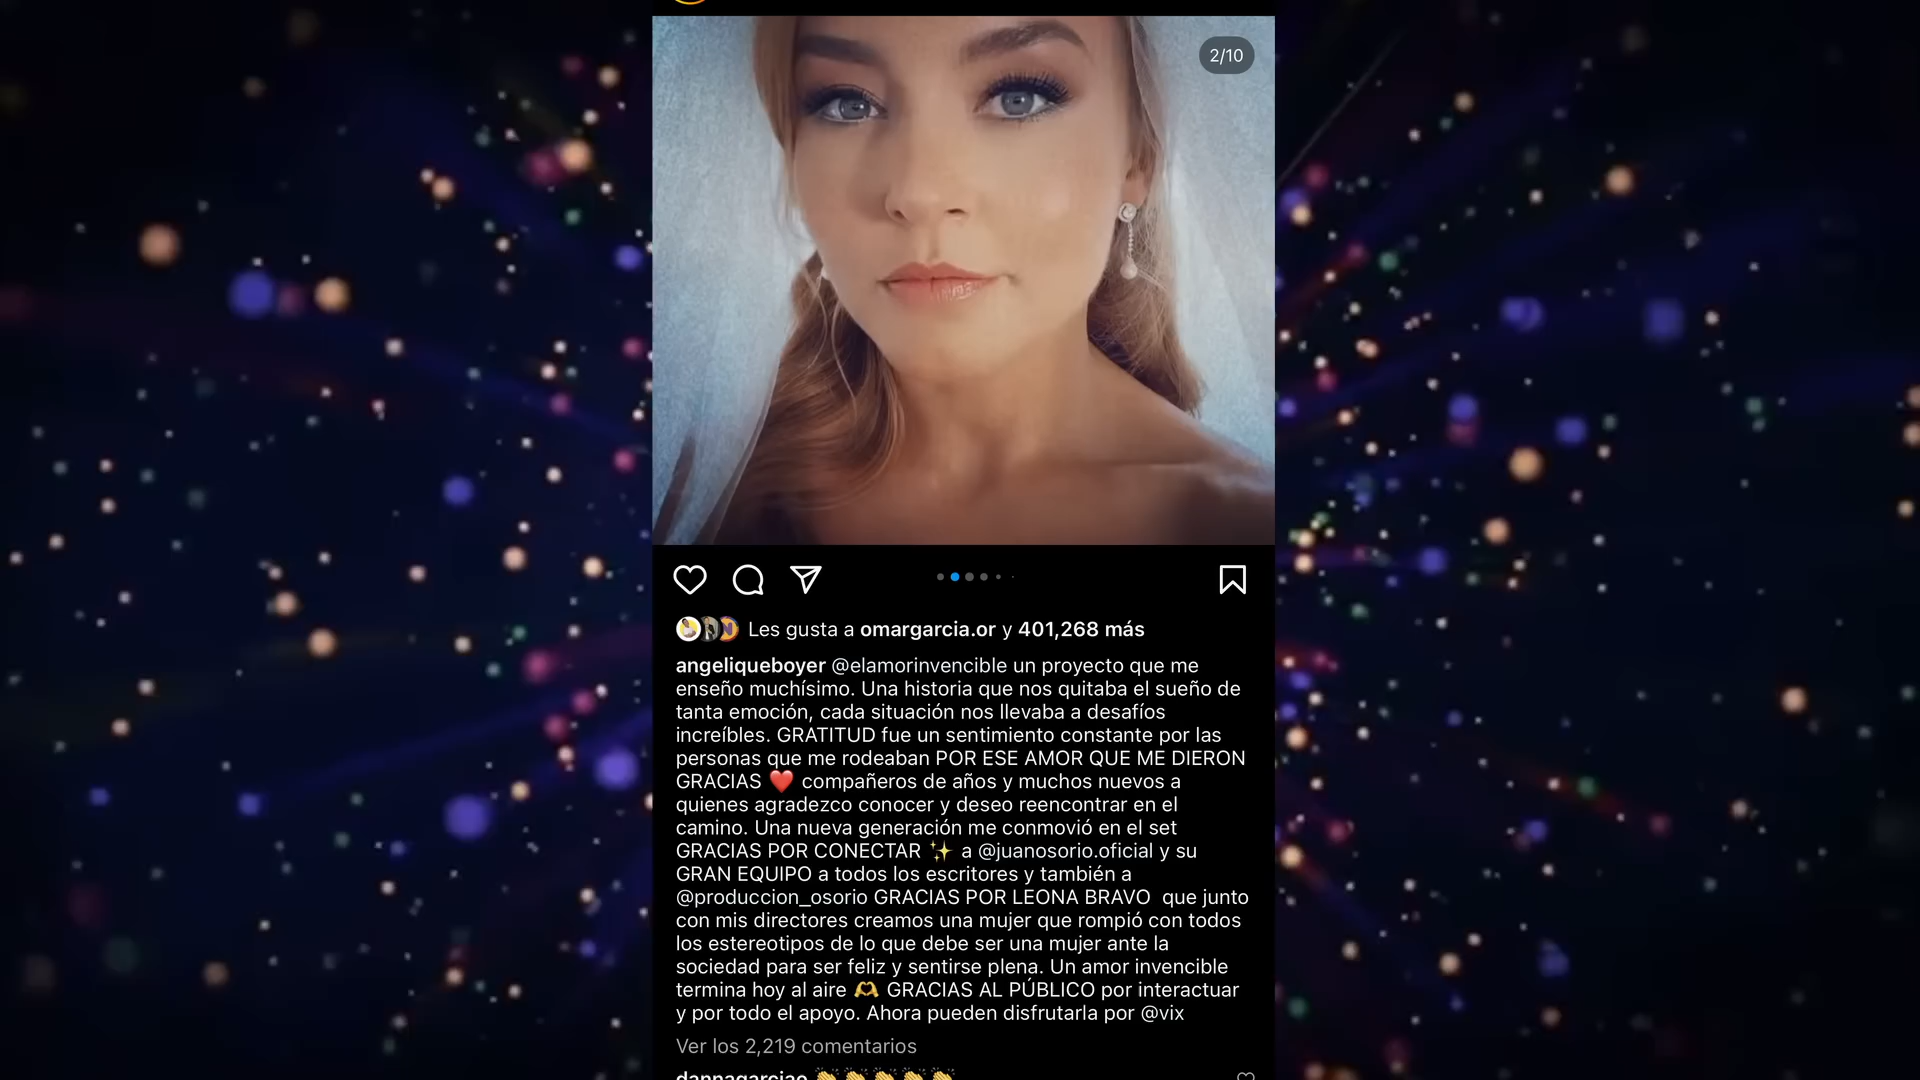 2/10
Les gusta a omargarcia.or y 401,268 más
angeliqueboyer @elamorinvencible un proyecto que me
enseño muchísimo. Una historia que nos quitaba el sueño de
tanta emoción, cada situación nos llevaba a desafíos
increíbles. GRATITUD fue un sentimiento constante por las
personas que me rodeaban POR ESE AMOR QUE ME DIERON
GRACIAS ❤️ compañeros de años y muchos nuevos a
quienes agradezco conocer y deseo reencontrar en el
camino. Una nueva generación me conmovió en el set
GRACIAS POR CONECTAR ✨ a @juanosorio.oficial y su
GRAN EQUIPO a todos los escritores y también a
@produccion_osorio GRACIAS POR LEONA BRAVO que junto
con mis directores creamos una mujer que rompió con todos
los estereotipos de lo que debe ser una mujer ante la
sociedad para ser feliz y sentirse plena. Un amor invencible
termina hoy al aire 🫶 GRACIAS AL PÚBLICO por interactuar
y por todo el apoyo. Ahora pueden disfrutarla por @vix
Ver los 2,219 comentarios
dannagarciao 👏👏👏👏👏